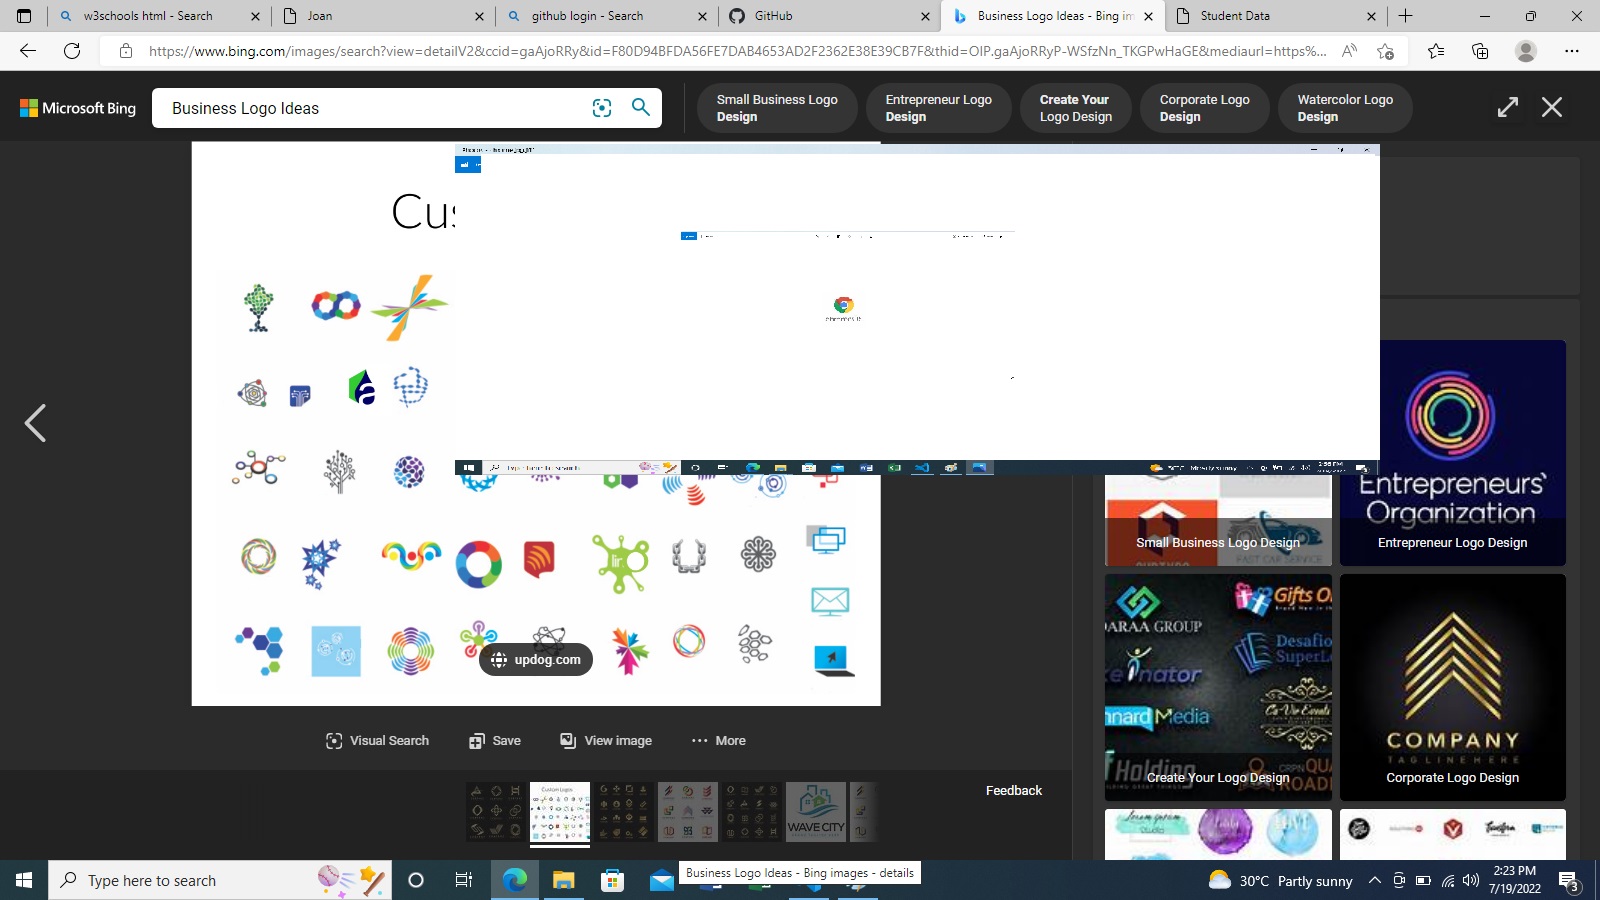 w3schools html - Search
Joan
github login - Search
GitHub
Business Logo Ideas - Bing im
Student Data
https://www.bing.com/images/search?view=detailV2&ccid=gaAjoRRy&id=F80D94BFDA56FE7DAB4653AD2F2362E38E39CB7F&thid=OIP.gaAjoRRyP-WSfzNn_TKGPwHaGE&mediaurl=https%...
Microsoft Bing
Business Logo Ideas
Small Business Logo
Design
Entrepreneur Logo
Design
Create Your
Logo Design
Corporate Logo
Design
Watercolor Logo
Design
Cus
Entrepreneurs'
Organization
Small Business Logo Design
Entrepreneur Logo Design
Gifts O
ARAA GROUP
Desafio
SuperLo
inator
nnard Media
Holding
Create Your Logo Design
COMPANY
TAGLINE HERE
Corporate Logo Design
updog.com
Visual Search
Save
View image
More
Feedback
WAVE CITY
Type here to search
Business Logo Ideas - Bing images - details
30°C Partly sunny
2:23 PM
7/19/2022
3